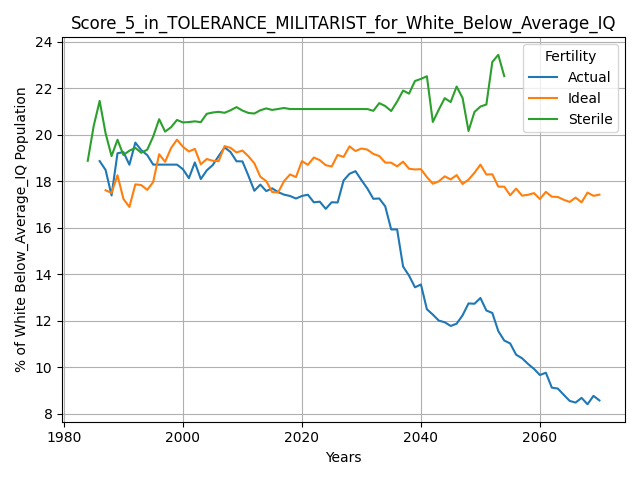 Score_5_in_TOLERANCE_MILITARIST_for_White_Below_Average_IQ
% of White Below_Average_IQ Population
24
22
20
18
16
14
12
10
8
1980
2000
2020
2040
2060
Years
Fertility
Actual
Ideal
Sterile